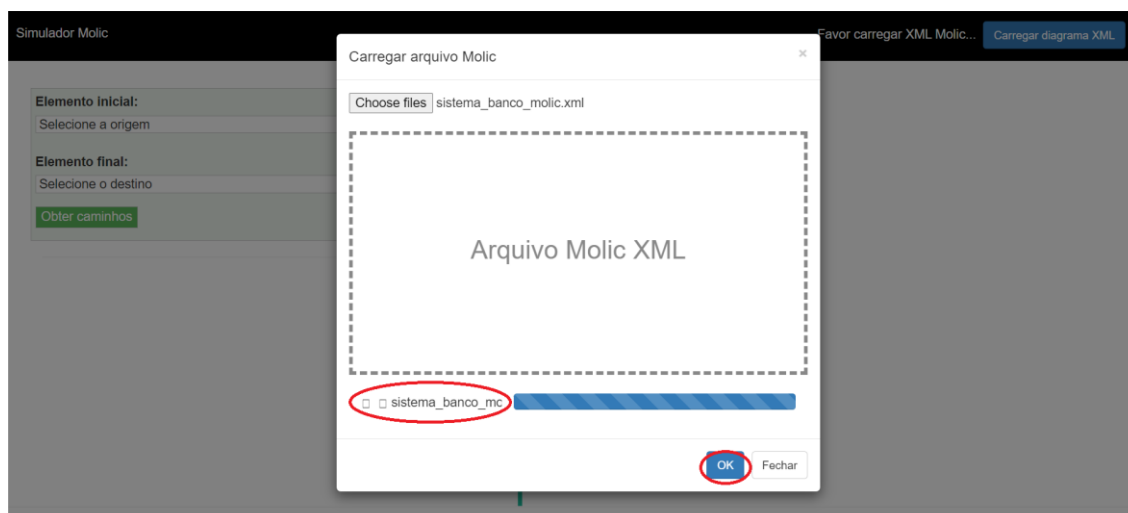 Simulador Molic
Favor carregar XML Molic...
Carregar diagrama XML
Carregar arquivo Molic
×
Choose files sistema_banco_molic.xml
Elemento inicial:
Selecione a origem
Elemento final:
Selecione o destino
Obter caminhos
Arquivo Molic XML
sistema_banco_mc
OK
Fechar